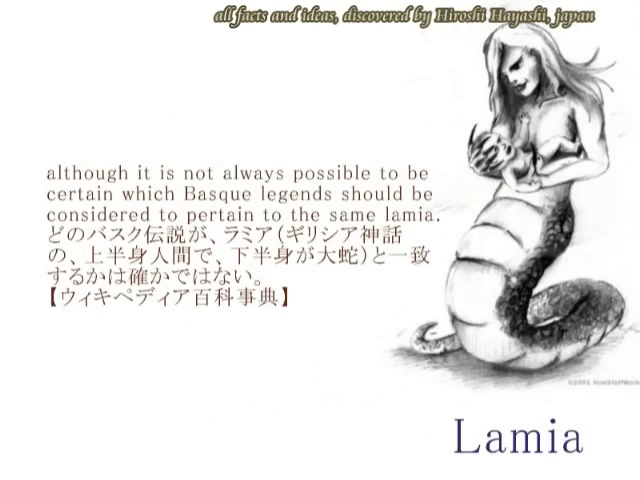 all facts and ideas, discovered by Hiroshi Hayashi, japan
although it is not always possible to be
certain which Basque legends should be
considered to pertain to the same lamia.
どのバスク伝説が、ラミア（ギリシア神話
の、上半身人間で、下半身が大蛇）と一致
するかは確かではない。
【ウィキペディア百科事典】
©2001 HowStuffWork
Lamia